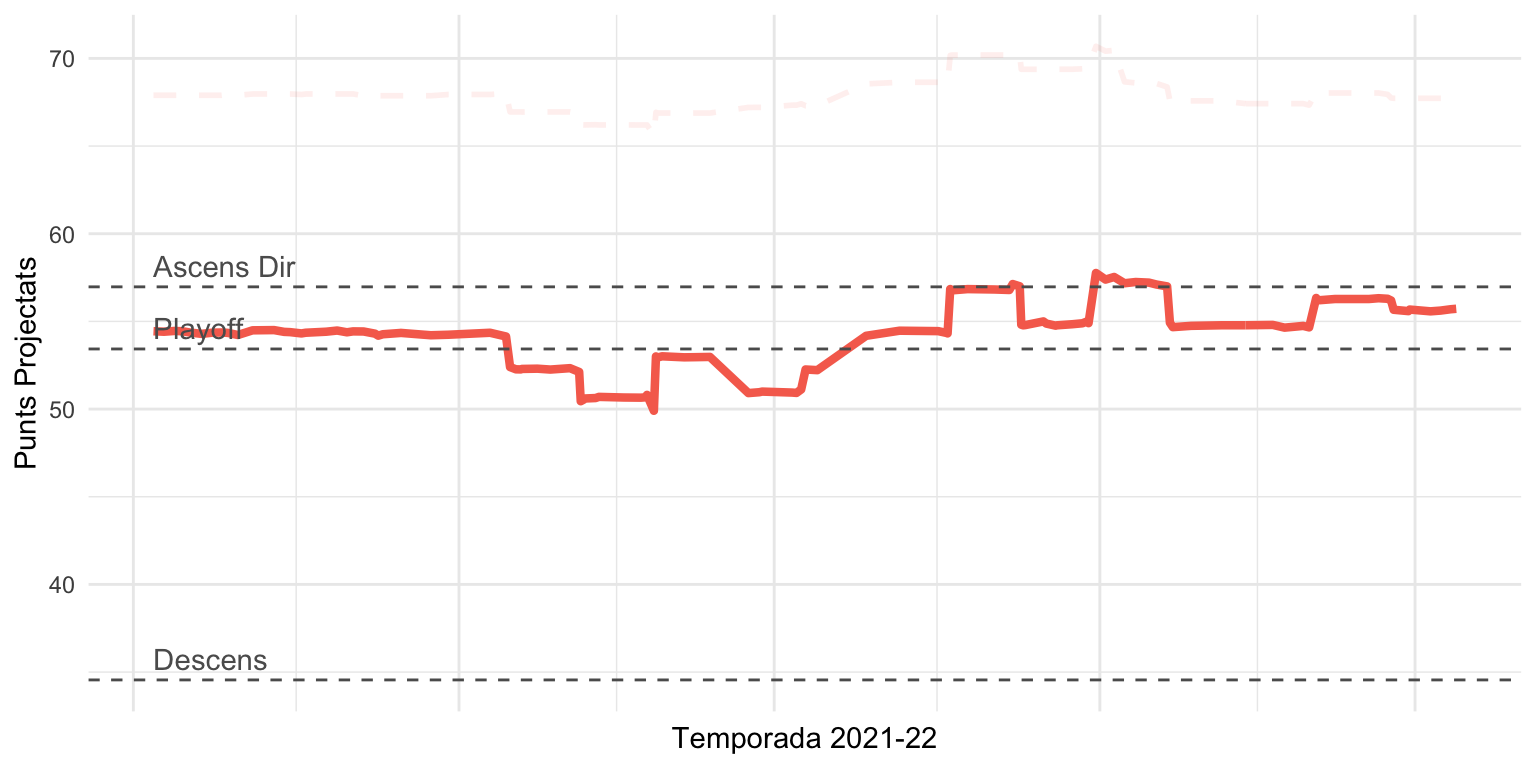 70
60
50
40
Punts Projectats
Ascens Dir
Playoff
Descens
Temporada 2021-22